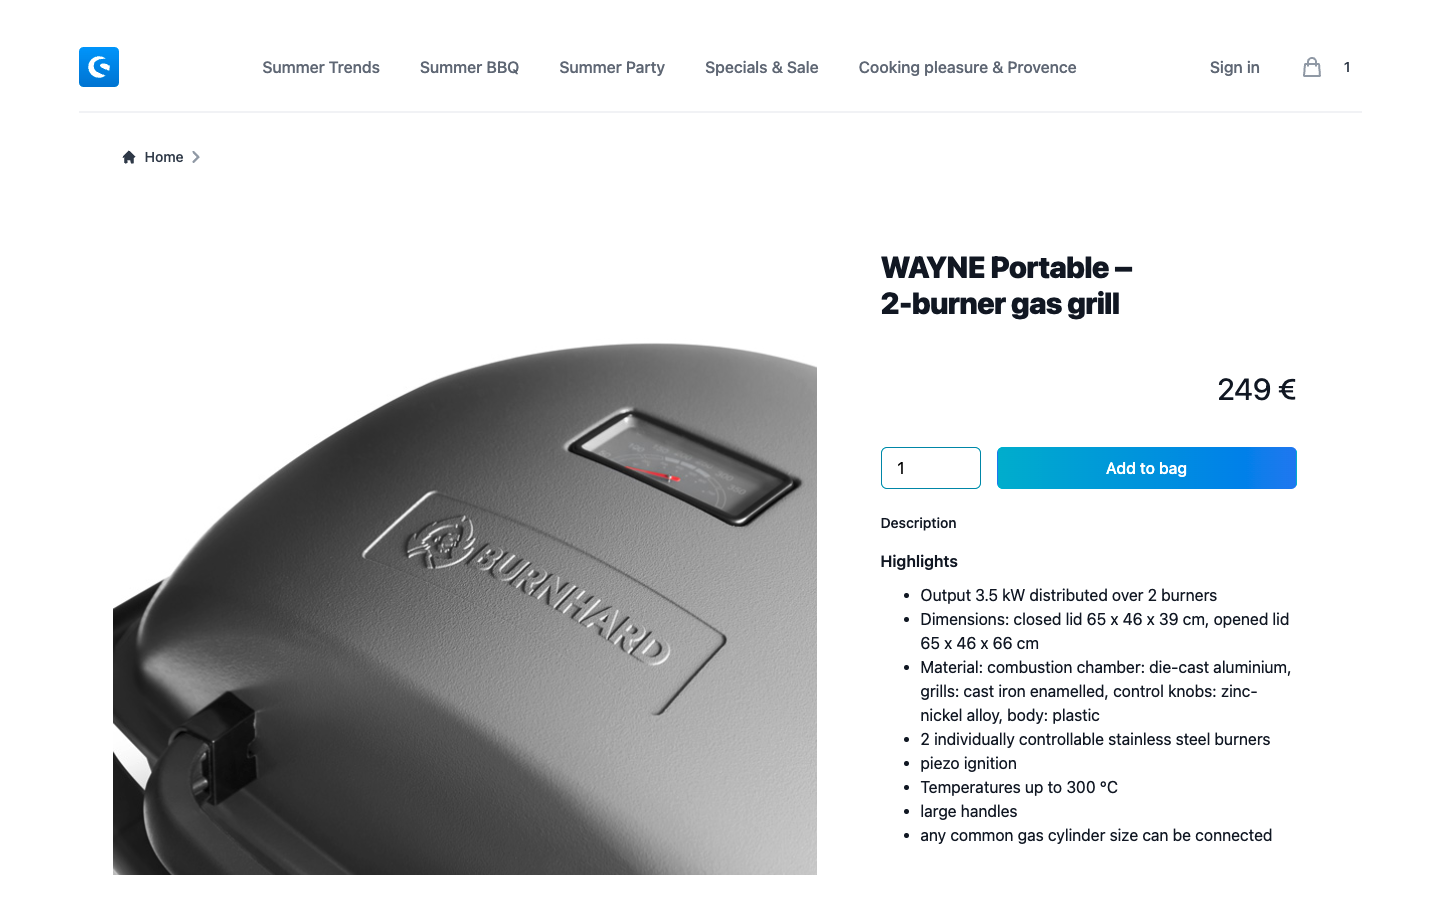 Summer Trends
Summer BBQ
Summer Party
Specials & Sale
Cooking pleasure & Provence
Sign in
1
Home
WAYNE Portable –
2-burner gas grill
249 €
1
Add to bag
BURNHARD
Description
Highlights
• Output 3.5 kW distributed over 2 burners
• Dimensions: closed lid 65 x 46 x 39 cm, opened lid
65 x 46 x 66 cm
• Material: combustion chamber: die-cast aluminium,
grills: cast iron enamelled, control knobs: zinc-
nickel alloy, body: plastic
• 2 individually controllable stainless steel burners
• piezo ignition
• Temperatures up to 300 °C
• large handles
• any common gas cylinder size can be connected